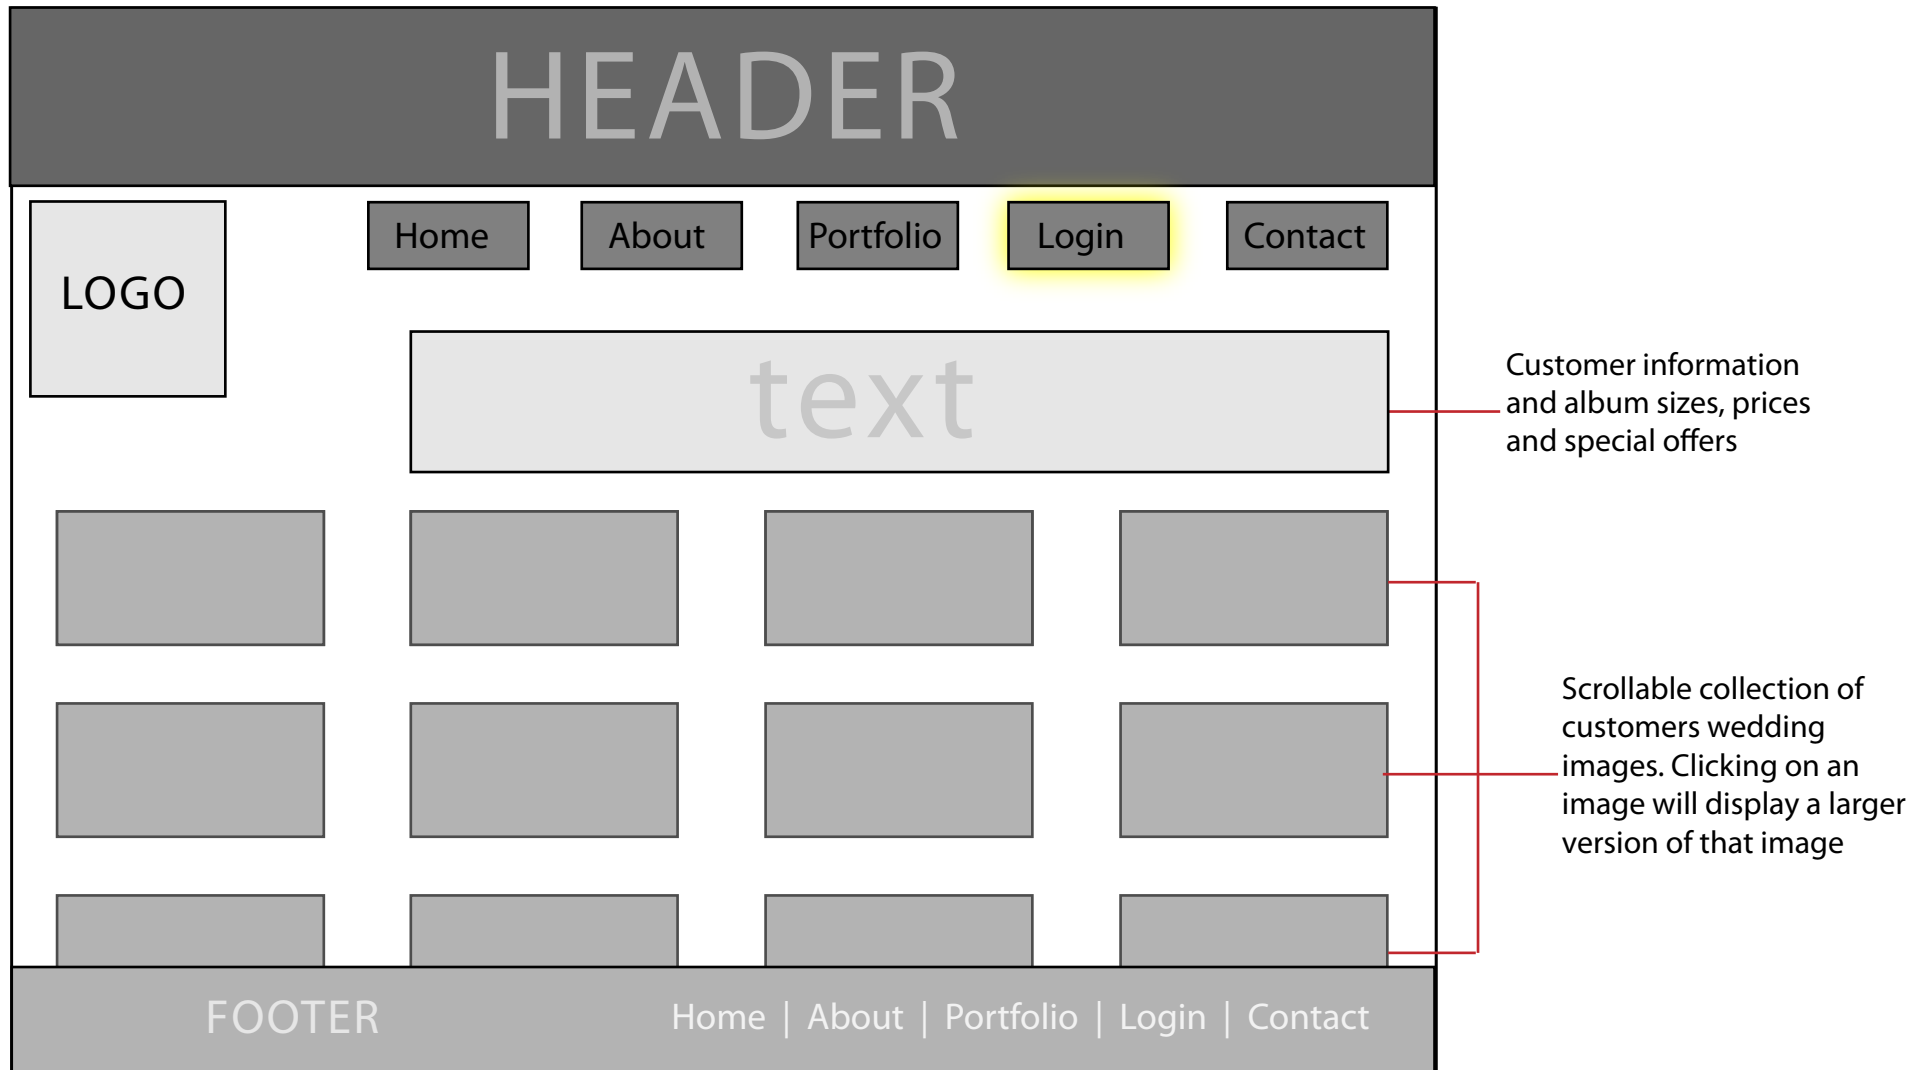 HEADER
LOGO
Home
About
Portfolio
Login
Contact
text
Customer information
and album sizes, prices
and special offers
Scrollable collection of
customers wedding
images. Clicking on an
image will display a larger
version of that image
FOOTER
Home | About | Portfolio | Login | Contact